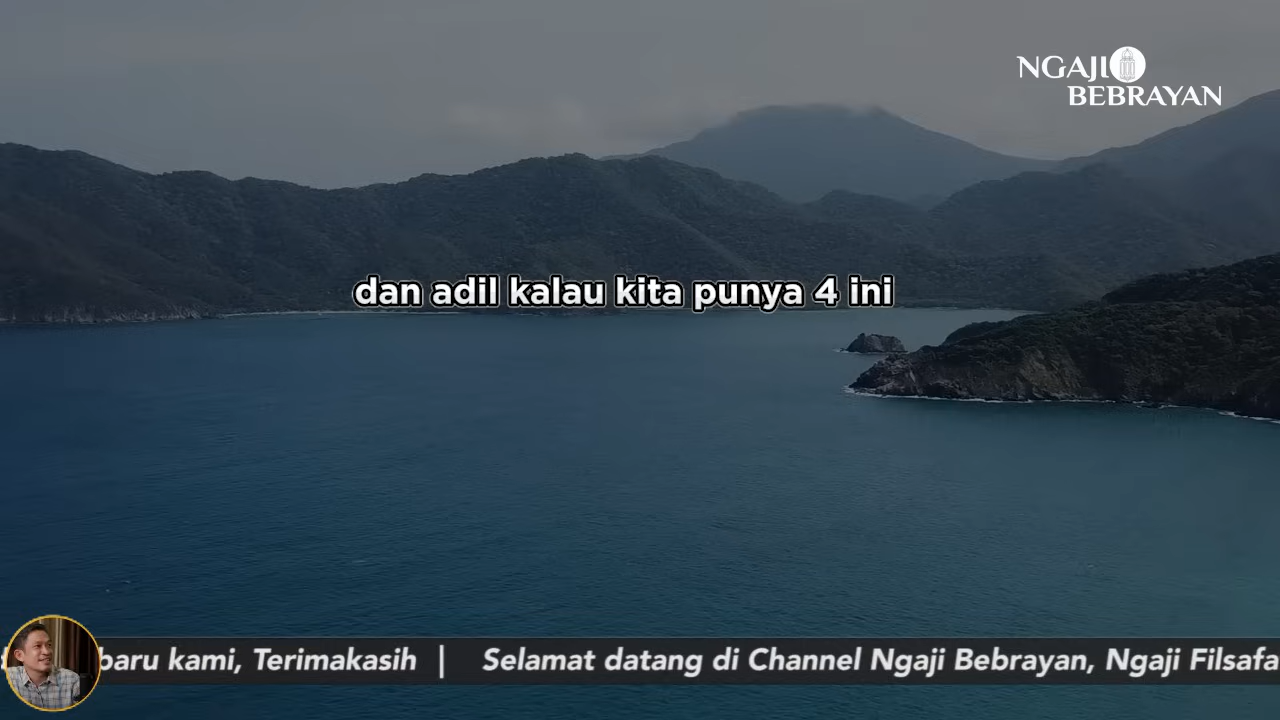 NGAJI
BEBRAYAN
dan adil kalau kita punya 4 ini
baru kami, Terimakasih | Selamat datang di Channel Ngaji Bebrayan, Ngaji Filsafa